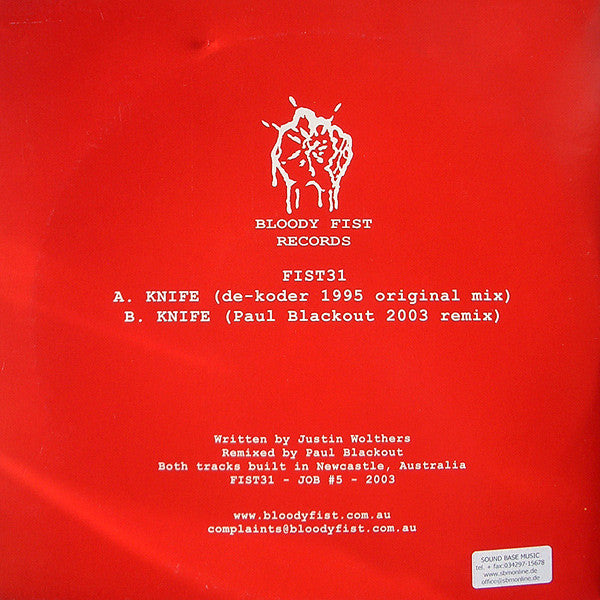 BLOODY FIST
RECORDS
FIST31
A. KNIFE (de-koder 1995 original mix)
B. KNIFE (Paul Blackout 2003 remix)
Written by Justin Wolthers
Remixed by Paul Blackout
Both tracks built in Newcastle, Australia
FIST31 - JOB #5 - 2003
www.bloodyfist.com.au
complaints@bloodyfist.com.au
SOUND BASE MUSIC
tel. + fax:034297-15678
www.sbmonline.de
office@sbmonline.de